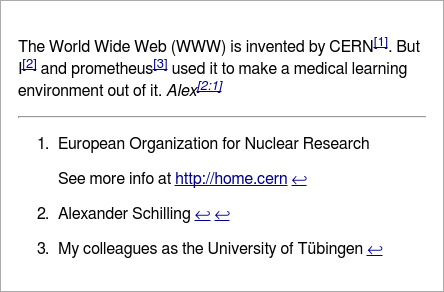 The World Wide Web (WWW) is invented by CERN[1]. But
I[2] and prometheus[3] used it to make a medical learning
environment out of it. Alex[2:1]
1. European Organization for Nuclear Research
See more info at http://home.cern ↩
2. Alexander Schilling ↩ ↩
3. My colleagues as the University of Tübingen ↩